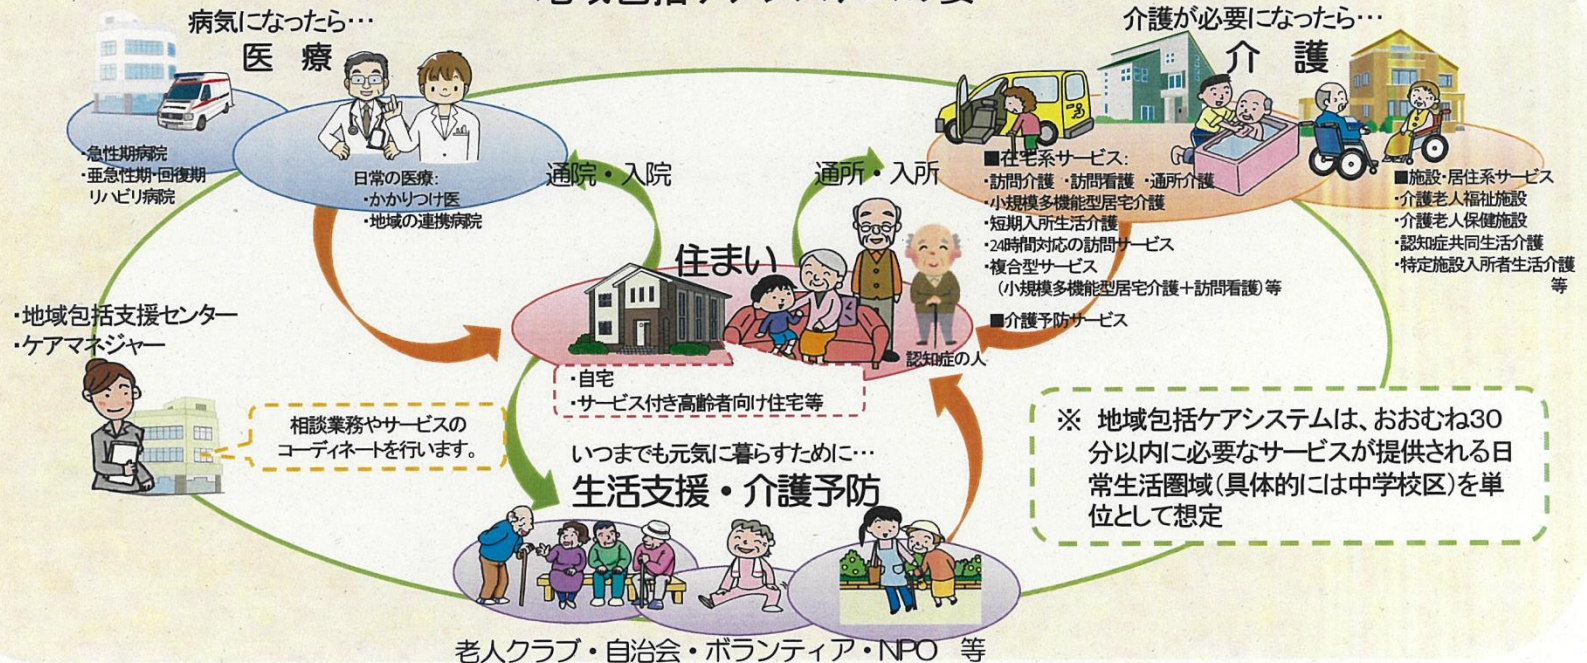 病気になったら…
医 療
・急性期病院
・亜急性期・回復期
リハビリ病院
日常の医療:
・かかりつけ医
・地域の連携病院
通院・入院
通所・入所
介護が必要になったら…
介 護
■在宅系サービス:
・訪問介護 ・訪問看護 ・通所介護
・小規模多機能型居宅介護
・短期入所生活介護
・24時間対応の訪問サービス
・複合型サービス
(小規模多機能型居宅介護+訪問看護)等
■介護予防サービス
■施設・居住系サービス
・介護老人福祉施設
・介護老人保健施設
・認知症共同生活介護
・特定施設入所者生活介護
等
住まい
認知症の人
・自宅
・サービス付き高齢者向け住宅等
・地域包括支援センター
・ケアマネジャー
相談業務やサービスの
コーディネートを行います。
いつまでも元気に暮らすために…
生活支援・介護予防
老人クラブ・自治会・ボランティア・NPO 等
※ 地域包括ケアシステムは、おおむね30
分以内に必要なサービスが提供される日
常生活圏域(具体的には中学校区)を単
位として想定